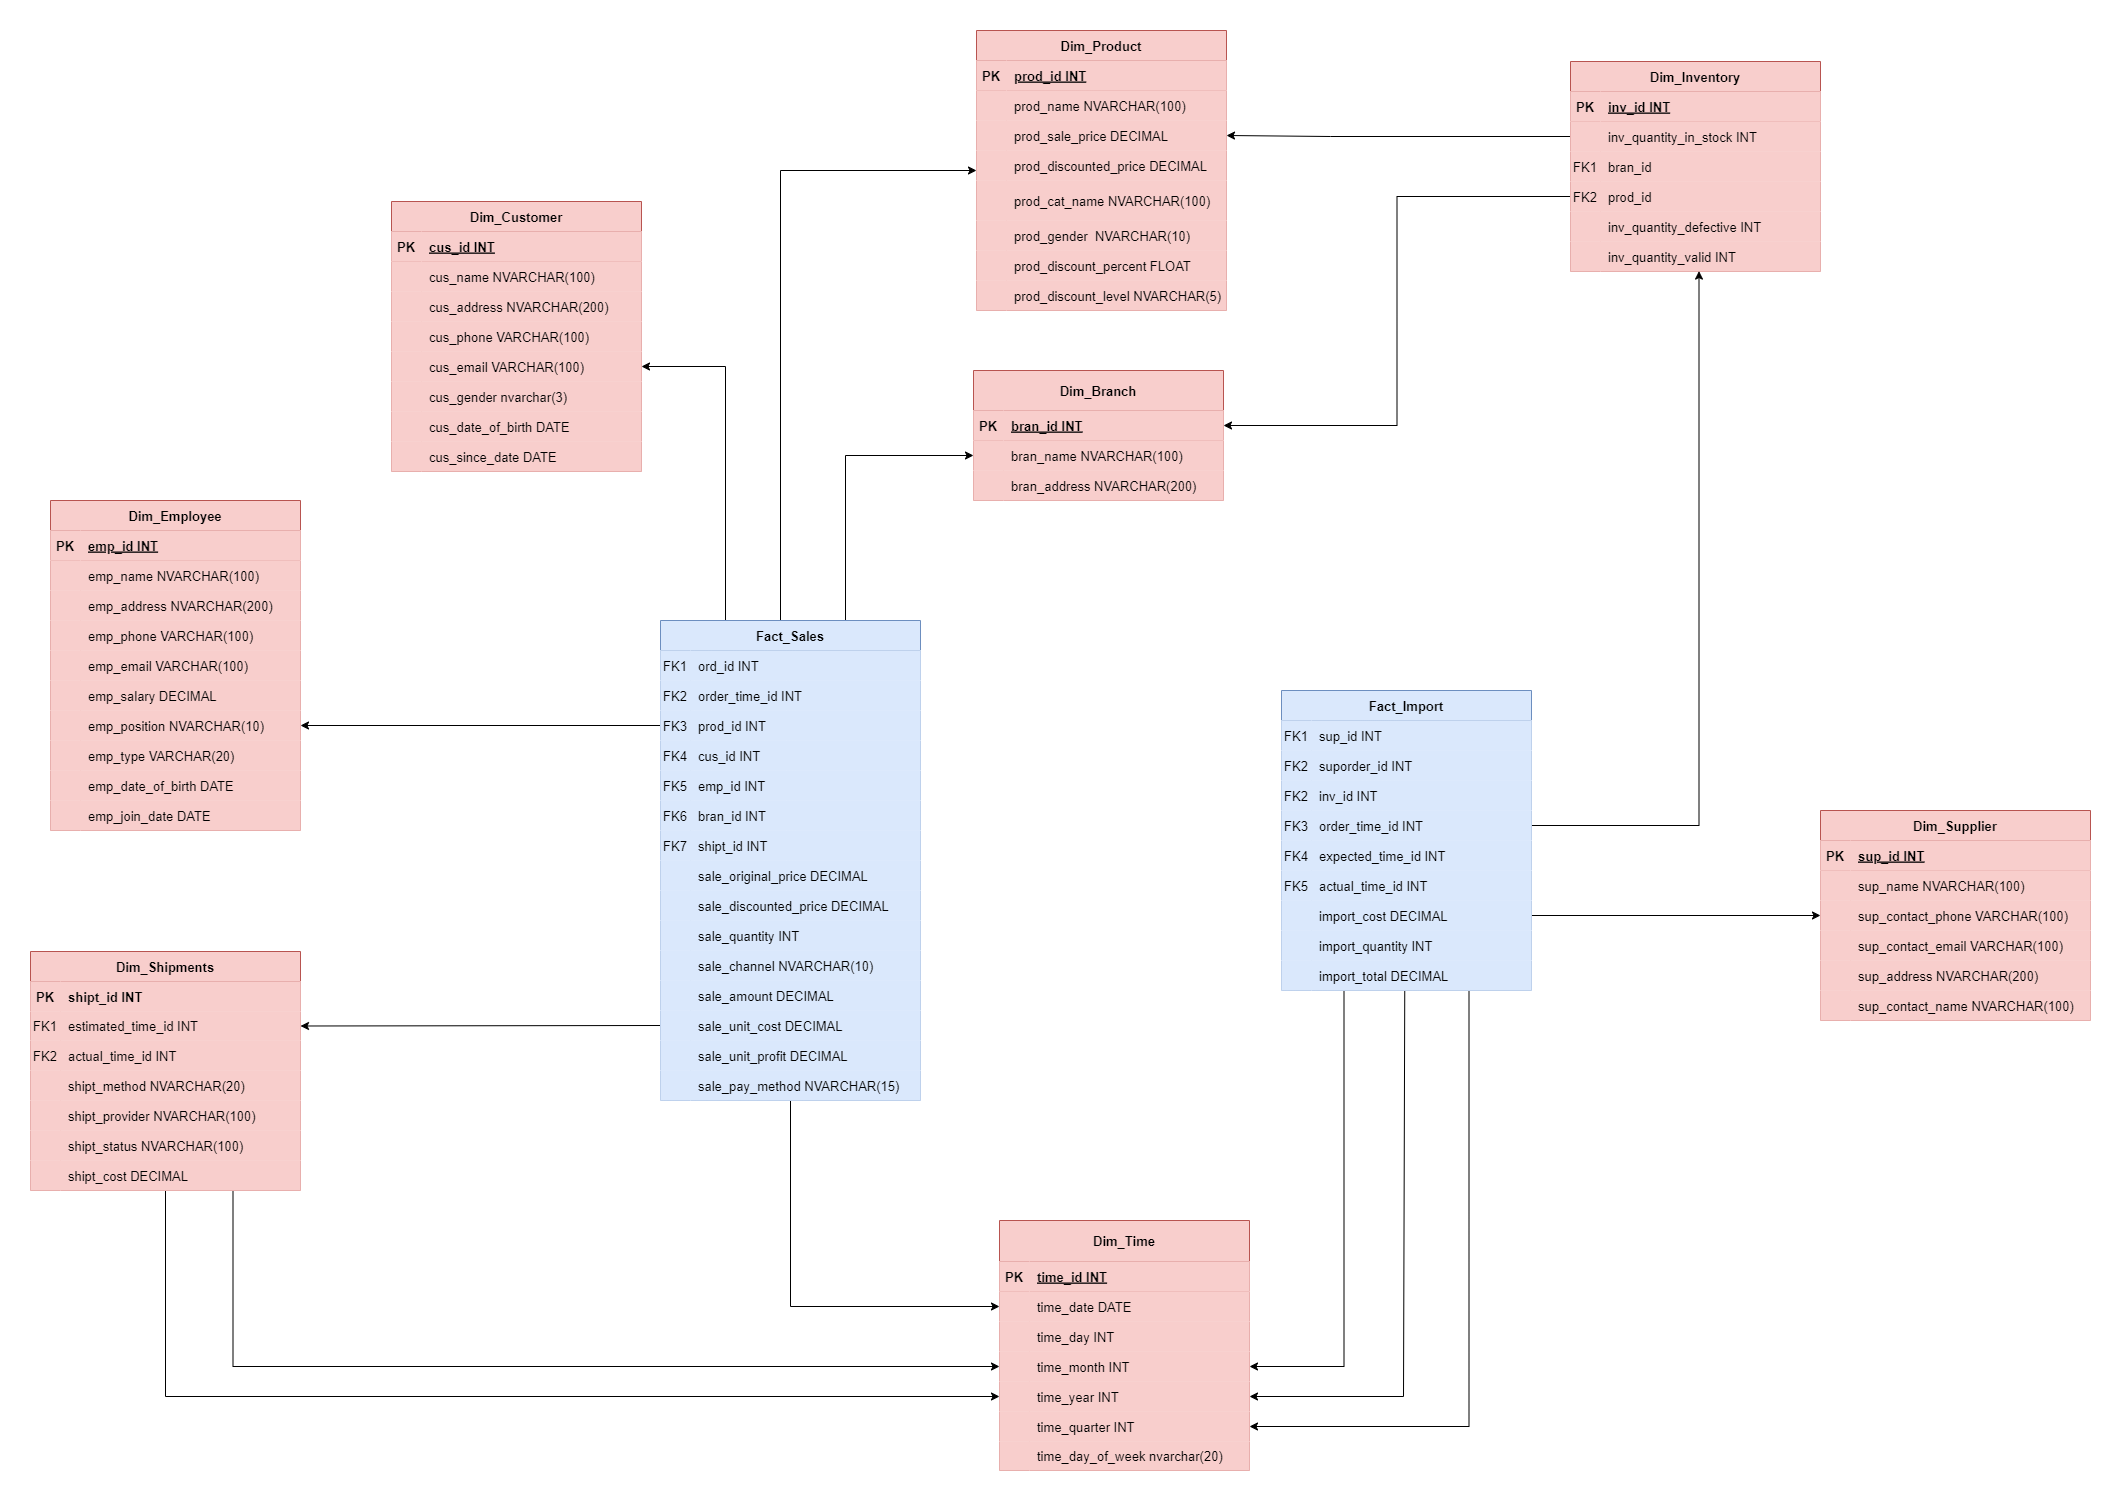 Dim_Product
PK prod_id INT
prod_name NVARCHAR(100)
prod_sale_price DECIMAL
prod_discounted_price DECIMAL
prod_cat_name NVARCHAR(100)
prod_gender NVARCHAR(10)
prod_discount_percent FLOAT
prod_discount_level NVARCHAR(5)
Dim_Inventory
PK inv_id INT
inv_quantity_in_stock INT
FK1 bran_id
FK2 prod_id
inv_quantity_defective INT
inv_quantity_valid INT
Dim_Customer
PK cus_id INT
cus_name NVARCHAR(100)
cus_address NVARCHAR(200)
cus_phone VARCHAR(100)
cus_email VARCHAR(100)
cus_gender nvarchar(3)
cus_date_of_birth DATE
cus_since_date DATE
Dim_Branch
PK bran_id INT
bran_name NVARCHAR(100)
bran_address NVARCHAR(200)
Dim_Employee
PK emp_id INT
emp_name NVARCHAR(100)
emp_address NVARCHAR(200)
emp_phone VARCHAR(100)
emp_email VARCHAR(100)
emp_salary DECIMAL
emp_position NVARCHAR(10)
emp_type VARCHAR(20)
emp_date_of_birth DATE
emp_join_date DATE
Fact_Sales
FK1 ord_id INT
FK2 order_time_id INT
FK3 prod_id INT
FK4 cus_id INT
FK5 emp_id INT
FK6 bran_id INT
FK7 shipt_id INT
sale_original_price DECIMAL
sale_discounted_price DECIMAL
sale_quantity INT
sale_channel NVARCHAR(10)
sale_amount DECIMAL
sale_unit_cost DECIMAL
sale_unit_profit DECIMAL
sale_pay_method NVARCHAR(15)
Fact_Import
FK1 sup_id INT
FK2 suporder_id INT
FK2 inv_id INT
FK3 order_time_id INT
FK4 expected_time_id INT
FK5 actual_time_id INT
import_cost DECIMAL
import_quantity INT
import_total DECIMAL
Dim_Supplier
PK sup_id INT
sup_name NVARCHAR(100)
sup_contact_phone VARCHAR(100)
sup_contact_email VARCHAR(100)
sup_address NVARCHAR(200)
sup_contact_name NVARCHAR(100)
Dim_Shipments
PK shipt_id INT
FK1 estimated_time_id INT
FK2 actual_time_id INT
shipt_method NVARCHAR(20)
shipt_provider NVARCHAR(100)
shipt_status NVARCHAR(100)
shipt_cost DECIMAL
Dim_Time
PK time_id INT
time_date DATE
time_day INT
time_month INT
time_year INT
time_quarter INT
time_day_of_week nvarchar(20)